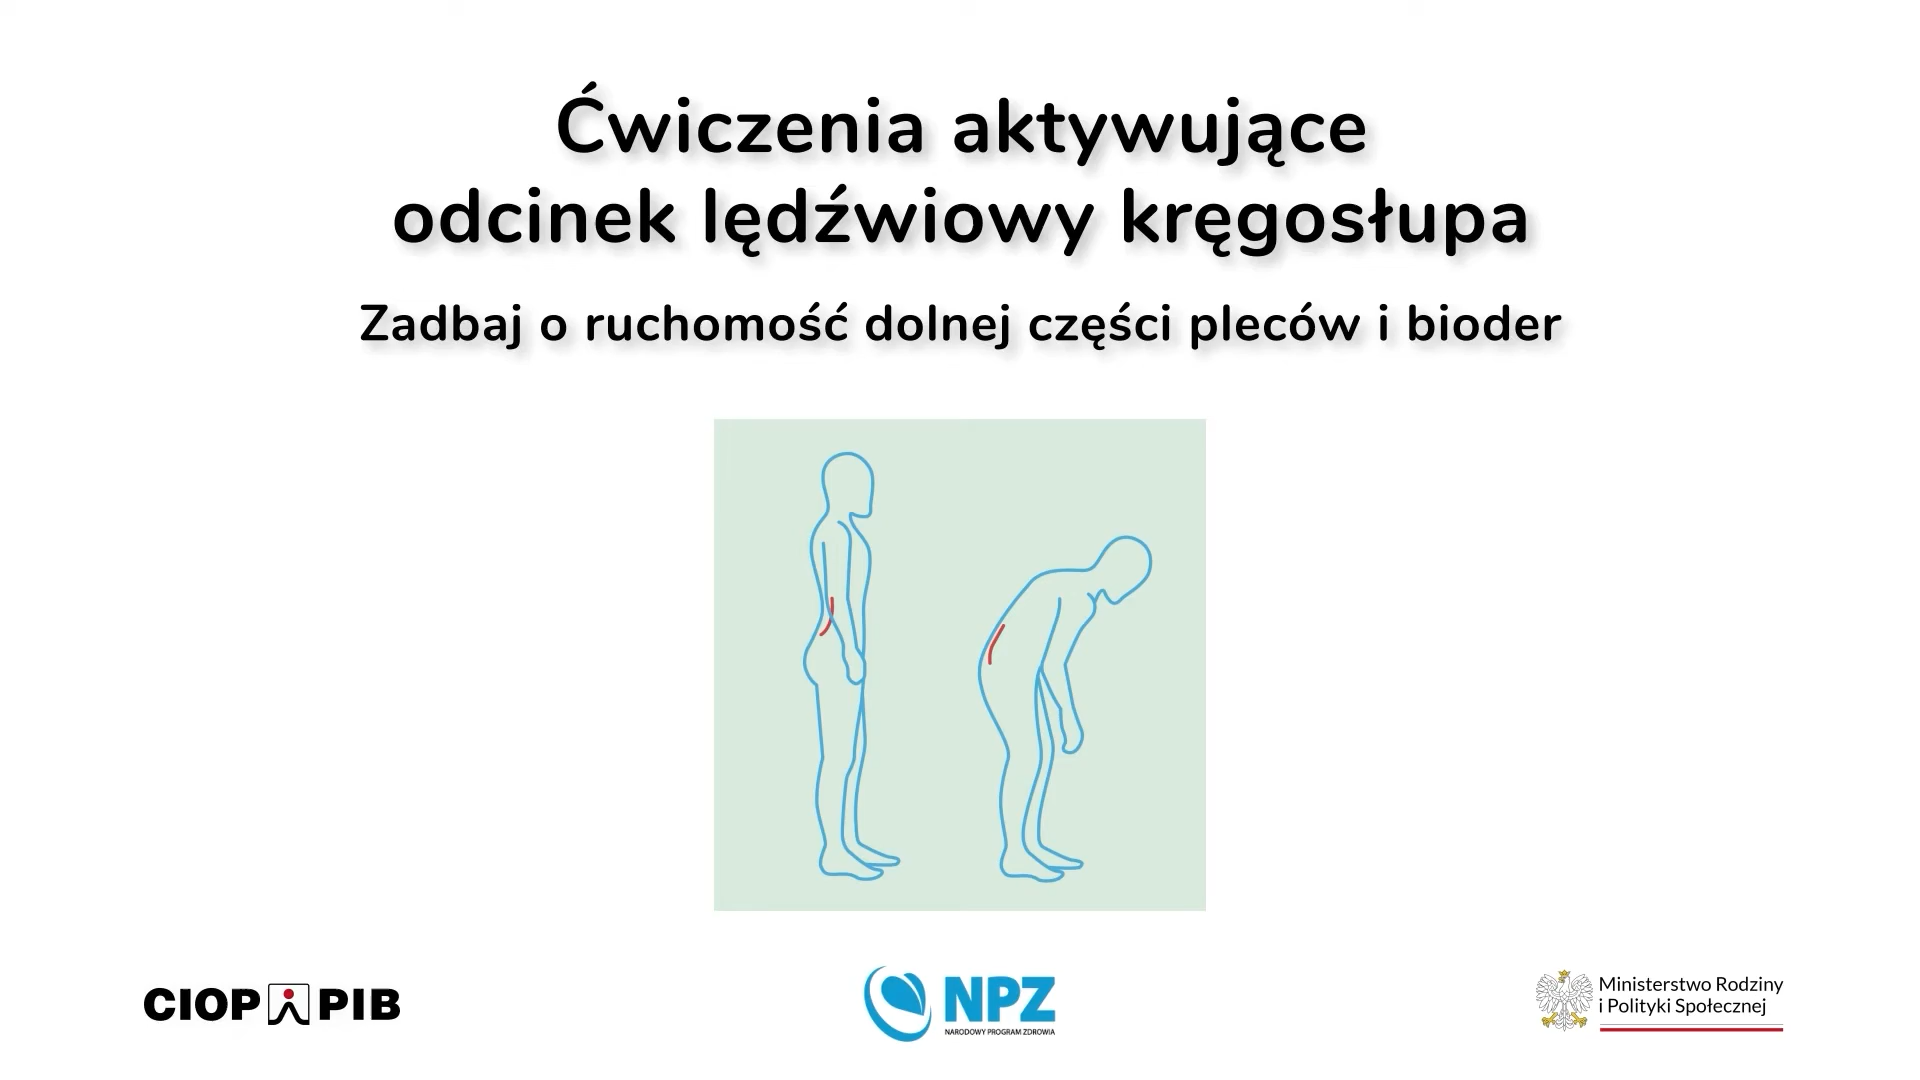 Ćwiczenia aktywujące
odcinek lędźwiowy kręgosłupa
Zadbaj o ruchomość dolnej części pleców i bioder
CIOP PIB
NPZ
NARODOWY PROGRAM ZDROWIA
Ministerstwo Rodziny
i Polityki Społecznej